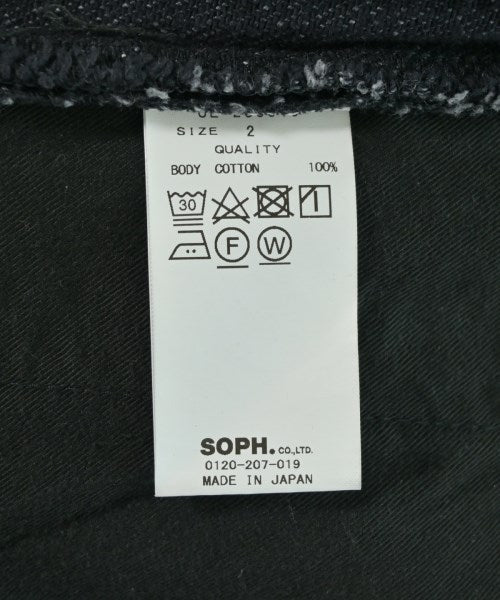 SIZE 2
QUALITY
BODY COTTON 100%
30
F W
SOPH. CO.,LTD.
0120-207-019
MADE IN JAPAN